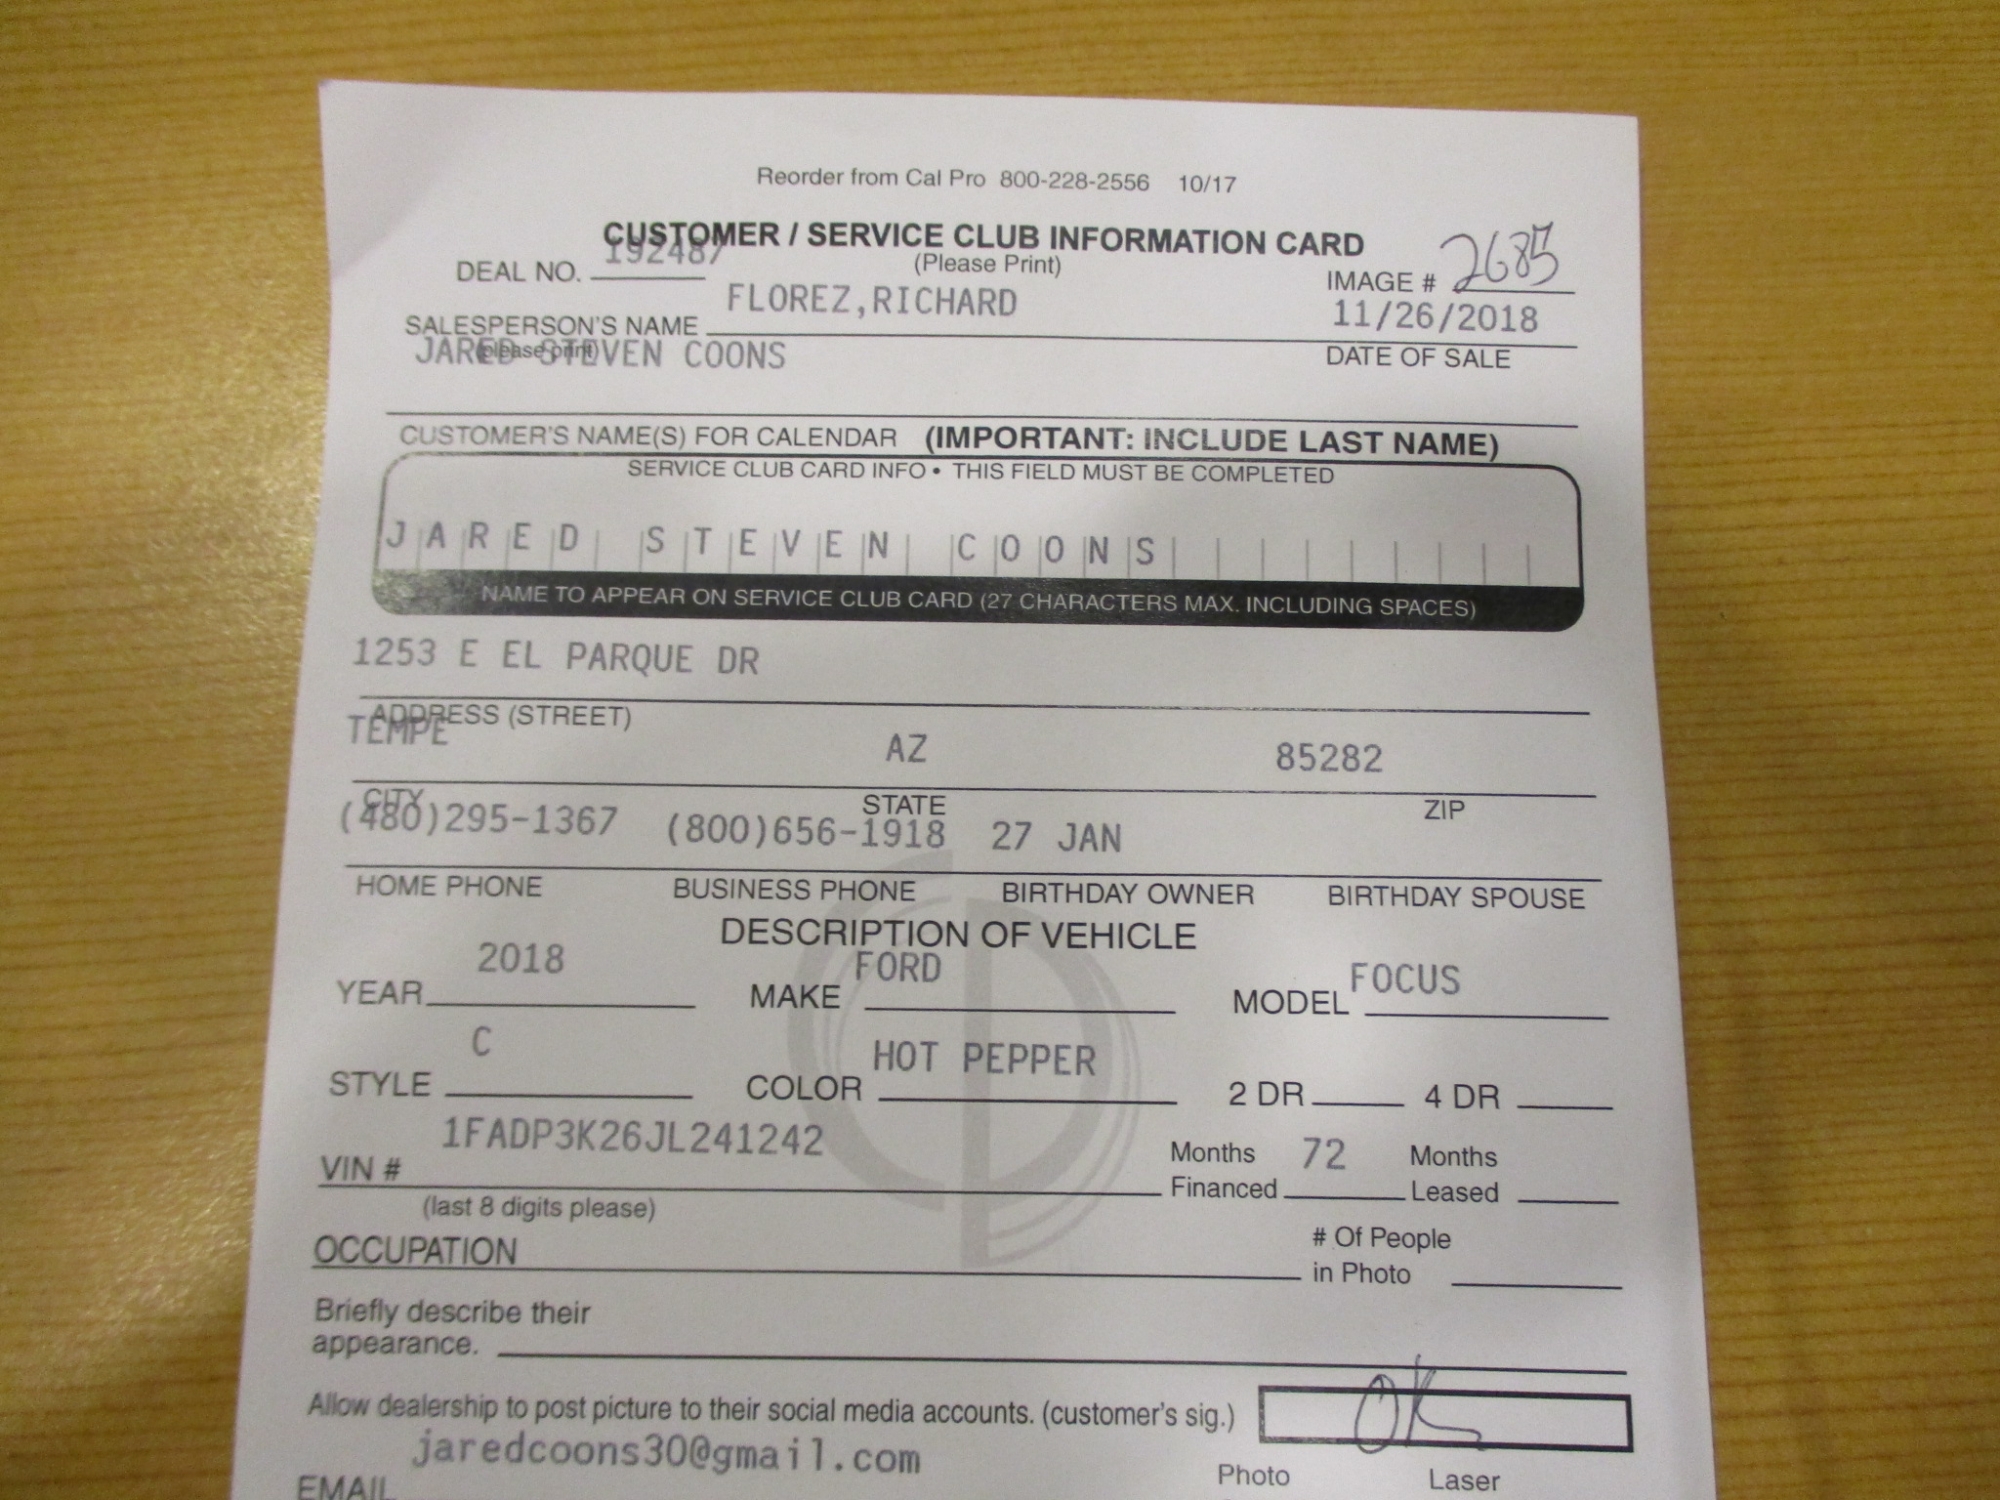 Reorder from Cal Pro 800-228-2556 10/17
CUSTOMER / SERVICE CLUB INFORMATION CARD
(Please Print)
DEAL NO. 192487
IMAGE # 2685
SALESPERSON'S NAME FLOREZ,RICHARD
(please print)
11/26/2018
DATE OF SALE
JARED STEVEN COONS
CUSTOMER'S NAME(S) FOR CALENDAR (IMPORTANT: INCLUDE LAST NAME)
SERVICE CLUB CARD INFO • THIS FIELD MUST BE COMPLETED
JARED STEVEN COONS
NAME TO APPEAR ON SERVICE CLUB CARD (27 CHARACTERS MAX. INCLUDING SPACES)
1253 E EL PARQUE DR
ADDRESS (STREET)
TEMPE AZ 85282
CITY STATE ZIP
(480)295-1367 (800)656-1918 27 JAN
HOME PHONE BUSINESS PHONE BIRTHDAY OWNER BIRTHDAY SPOUSE
DESCRIPTION OF VEHICLE
YEAR 2018 MAKE FORD MODEL FOCUS
STYLE C COLOR HOT PEPPER 2 DR 4 DR
VIN # 1FADP3K26JL241242
(last 8 digits please)
Months Financed 72 Months Leased
OCCUPATION
# Of People in Photo
Briefly describe their
appearance.
Allow dealership to post picture to their social media accounts. (customer's sig.) OK
jaredcoons30@gmail.com
EMAIL
Photo Laser